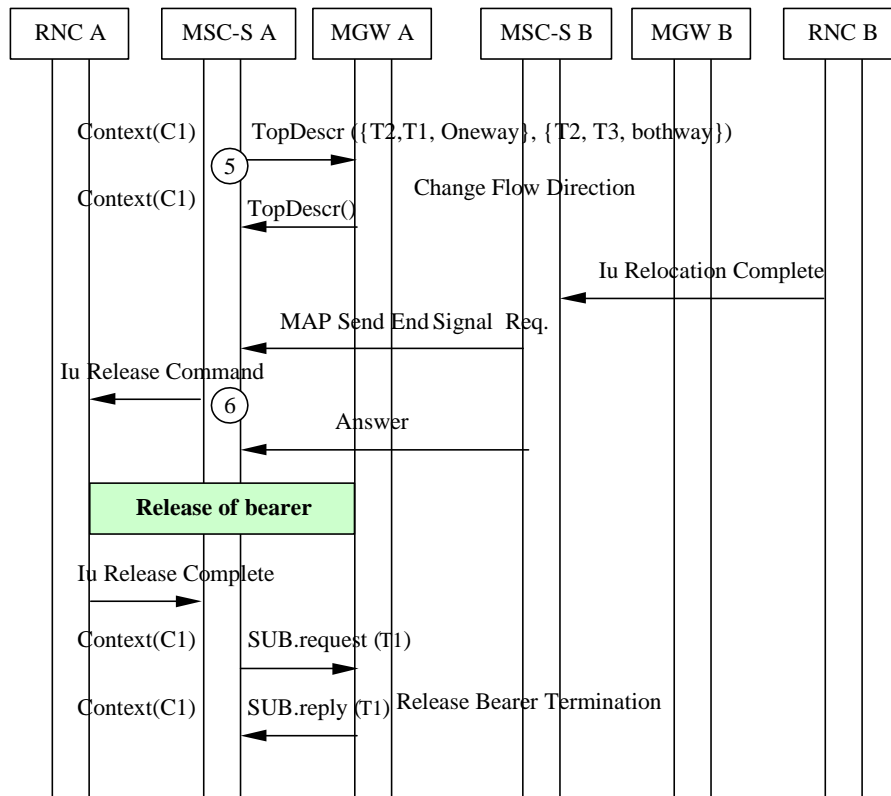 RNC A MSC-S A MGW A MSC-S B MGW B RNC B
Context(C1) TopDescr ({T2,T1, Oneway}, {T2, T3, bothway})
5
Change Flow Direction
Context(C1) TopDescr()
Iu Relocation Complete
MAP Send End Signal Req.
Iu Release Command
6
Answer
Release of bearer
Iu Release Complete
Context(C1) SUB.request (T1)
Context(C1) SUB.reply (T1) Release Bearer Termination